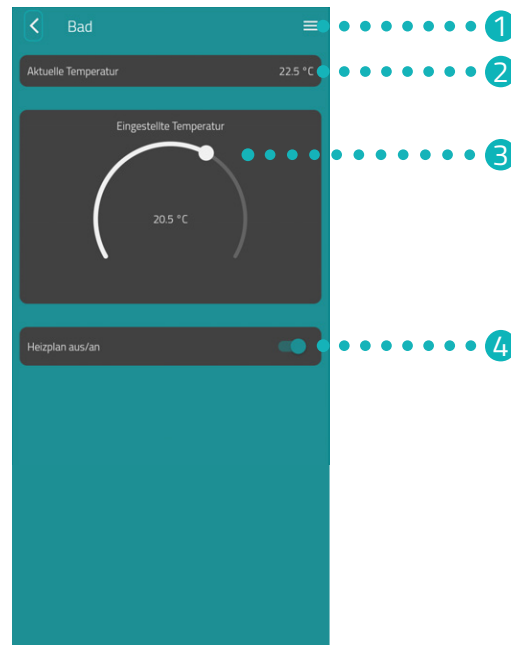 Bad
1
Aktuelle Temperatur 22.5 °C
2
Eingestellte Temperatur
3
20.5 °C
Heizplan aus/an
4